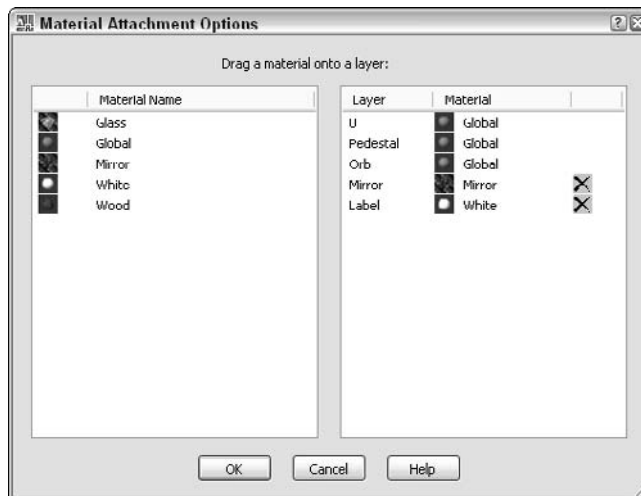 Material Attachment Options
Drag a material onto a layer:
Material Name
Glass
Global
Mirror
White
Wood
Layer Material
U Global
Pedestal Global
Orb Global
Mirror Mirror
Label White
OK Cancel Help